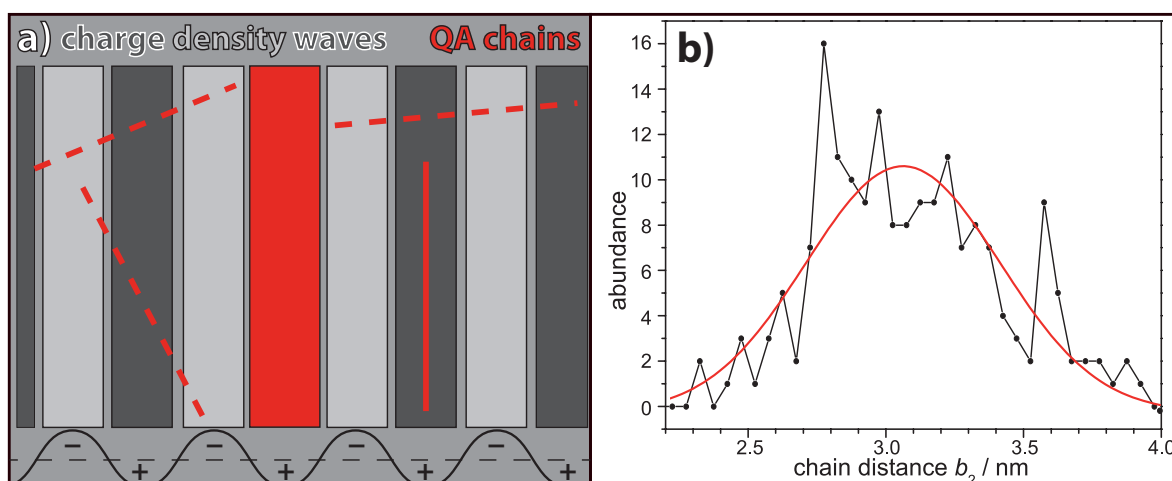 a) charge density waves QA chains
− − − −
+ + + +
b)
abundance
16
14
12
10
8
6
4
2
0
2.5 3.0 3.5 4.0
chain distance b₂ / nm